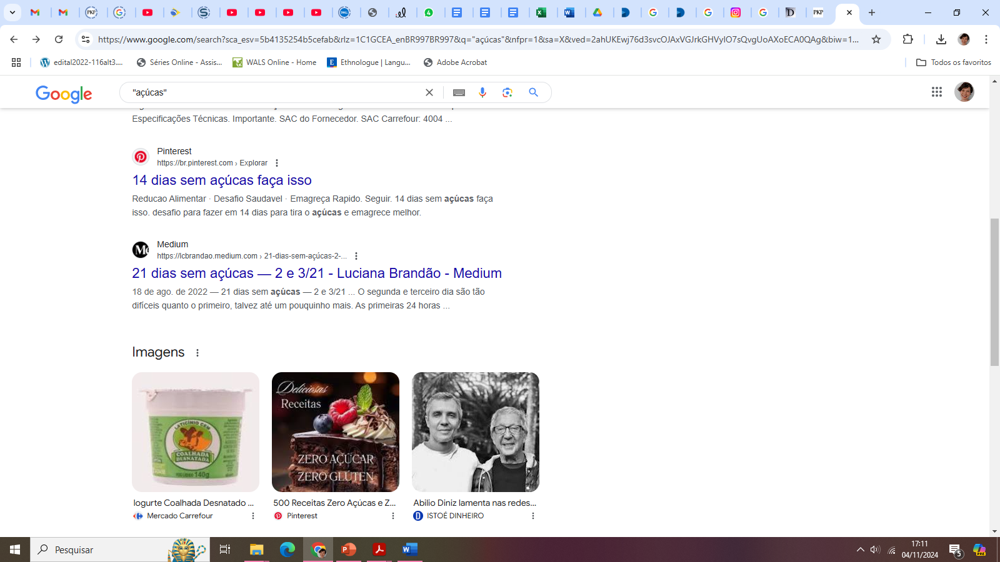 https://www.google.com/search?sca_esv=5b4135254b5cefab&rlz=1C1GCEA_enBR997BR997&q="açúcas"&nfpr=1&sa=X&ved=2ahUKEwj76d3svcOJAxVGJrkGHVyIO7sQvgUoAXoECA0QAg&biw=1...
edital2022-116alt3.... Séries Online - Assis... WALS Online - Home Ethnologue | Langu... Adobe Acrobat Todos os favoritos
Google "açúcas"
Especificações Técnicas. Importante. SAC do Fornecedor. SAC Carrefour: 4004 ...
Pinterest
https://br.pinterest.com › Explorar
14 dias sem açúcas faça isso
Reducao Alimentar · Desafio Saudavel · Emagreça Rapido. Seguir. 14 dias sem açúcas faça
isso. desafio para fazer em 14 dias para tira o açúcas e emagrece melhor.
Medium
https://lcbrandao.medium.com › 21-dias-sem-açúcas-2-...
21 dias sem açúcas — 2 e 3/21 - Luciana Brandão - Medium
18 de ago. de 2022 — 21 dias sem açúcas — 2 e 3/21 ... O segunda e terceiro dia são tão
difíceis quanto o primeiro, talvez até um pouquinho mais. As primeiras 24 horas ...
Imagens
LATICÍNIO CEM
COALHADA
DESNATADA
140g
Deliciosas
Receitas
ZERO AÇÚCAR
ZERO GLÚTEN
Iogurte Coalhada Desnatado ...
Mercado Carrefour
500 Receitas Zero Açúcas e Z...
Pinterest
Abilio Diniz lamenta nas redes...
ISTOÉ DINHEIRO
Pesquisar
17:11
04/11/2024
5